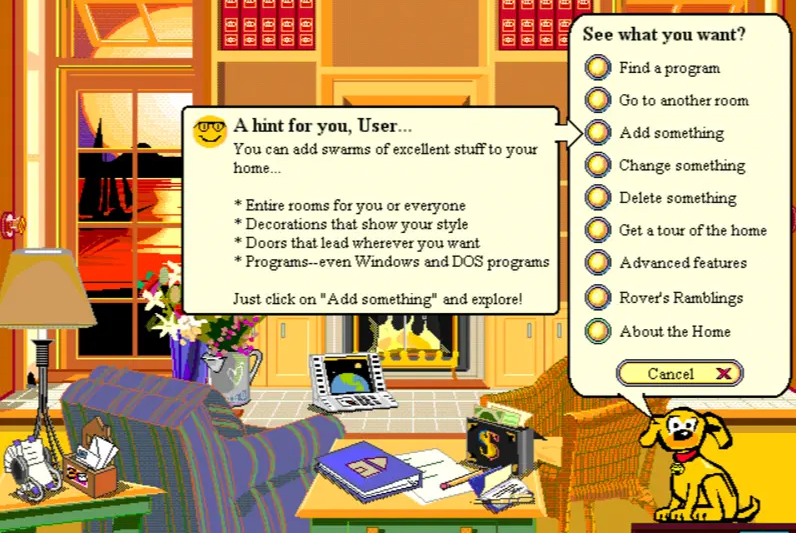 See what you want?
Find a program
Go to another room
Add something
Change something
Delete something
Get a tour of the home
Advanced features
Rover's Ramblings
About the Home
Cancel
A hint for you, User...
You can add swarms of excellent stuff to your
home...
* Entire rooms for you or everyone
* Decorations that show your style
* Doors that lead wherever you want
* Programs--even Windows and DOS programs
Just click on "Add something" and explore!
$